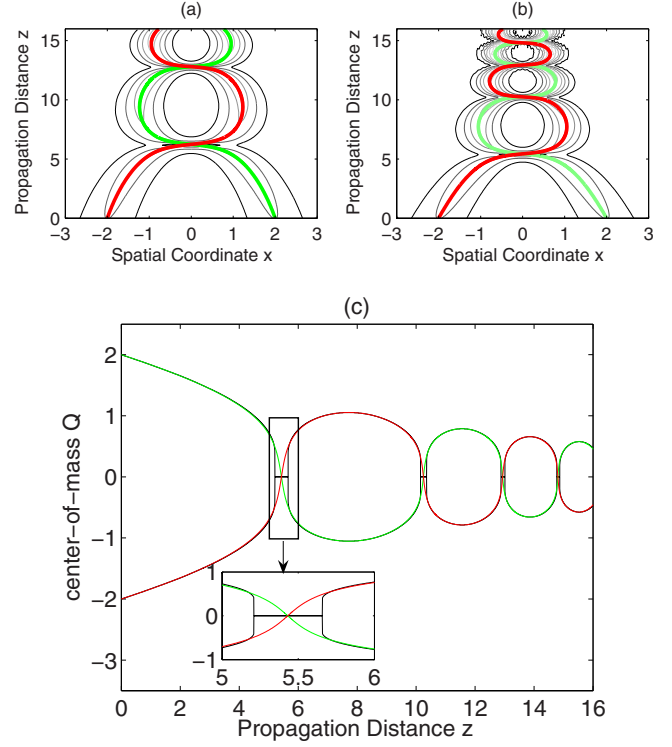 (a)
(b)
Propagation Distance z
15
10
5
0
−3 −2 −1 0 1 2 3
Spatial Coordinate x
Propagation Distance z
15
10
5
0
−3 −2 −1 0 1 2 3
Spatial Coordinate x
(c)
center−of−mass Q
2
1
0
−1
−2
−3
1
0
−1
5 5.5 6
0 2 4 6 8 10 12 14 16
Propagation Distance z